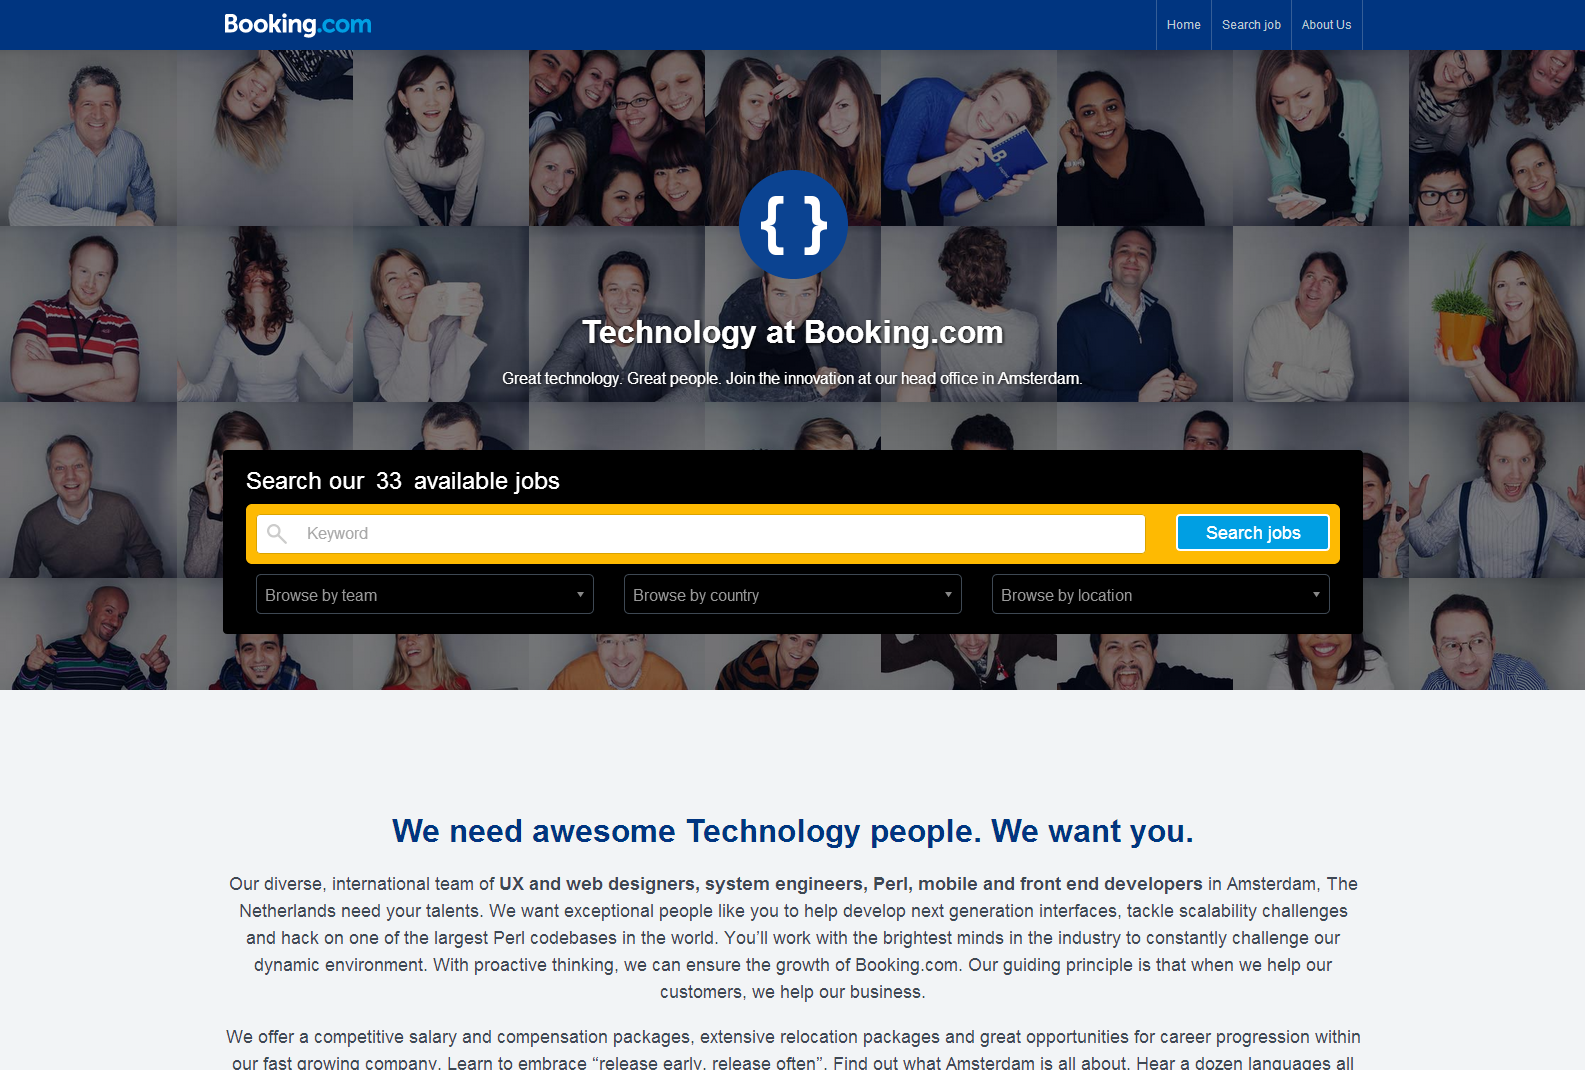 Booking.com
Home
Search job
About Us
{ }
Technology at Booking.com
Great technology. Great people. Join the innovation at our head office in Amsterdam.
Search our 33 available jobs
Keyword
Search jobs
Browse by team
Browse by country
Browse by location
We need awesome Technology people. We want you.
Our diverse, international team of UX and web designers, system engineers, Perl, mobile and front end developers in Amsterdam, The
Netherlands need your talents. We want exceptional people like you to help develop next generation interfaces, tackle scalability challenges
and hack on one of the largest Perl codebases in the world. You’ll work with the brightest minds in the industry to constantly challenge our
dynamic environment. With proactive thinking, we can ensure the growth of Booking.com. Our guiding principle is that when we help our
customers, we help our business.
We offer a competitive salary and compensation packages, extensive relocation packages and great opportunities for career progression within
our fast growing company. Learn to embrace “release early, release often”. Find out what Amsterdam is all about. Hear a dozen languages all